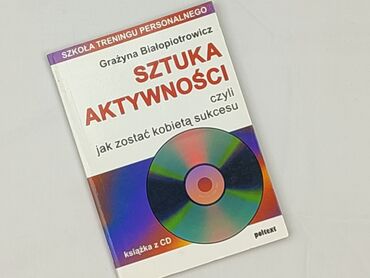 SZKOŁA TRENINGU PERSONALNEGO
Grażyna Białopiotrowicz
SZTUKA
AKTYWNOŚCI
czyli
jak zostać kobietą sukcesu
książka z CD
poltext